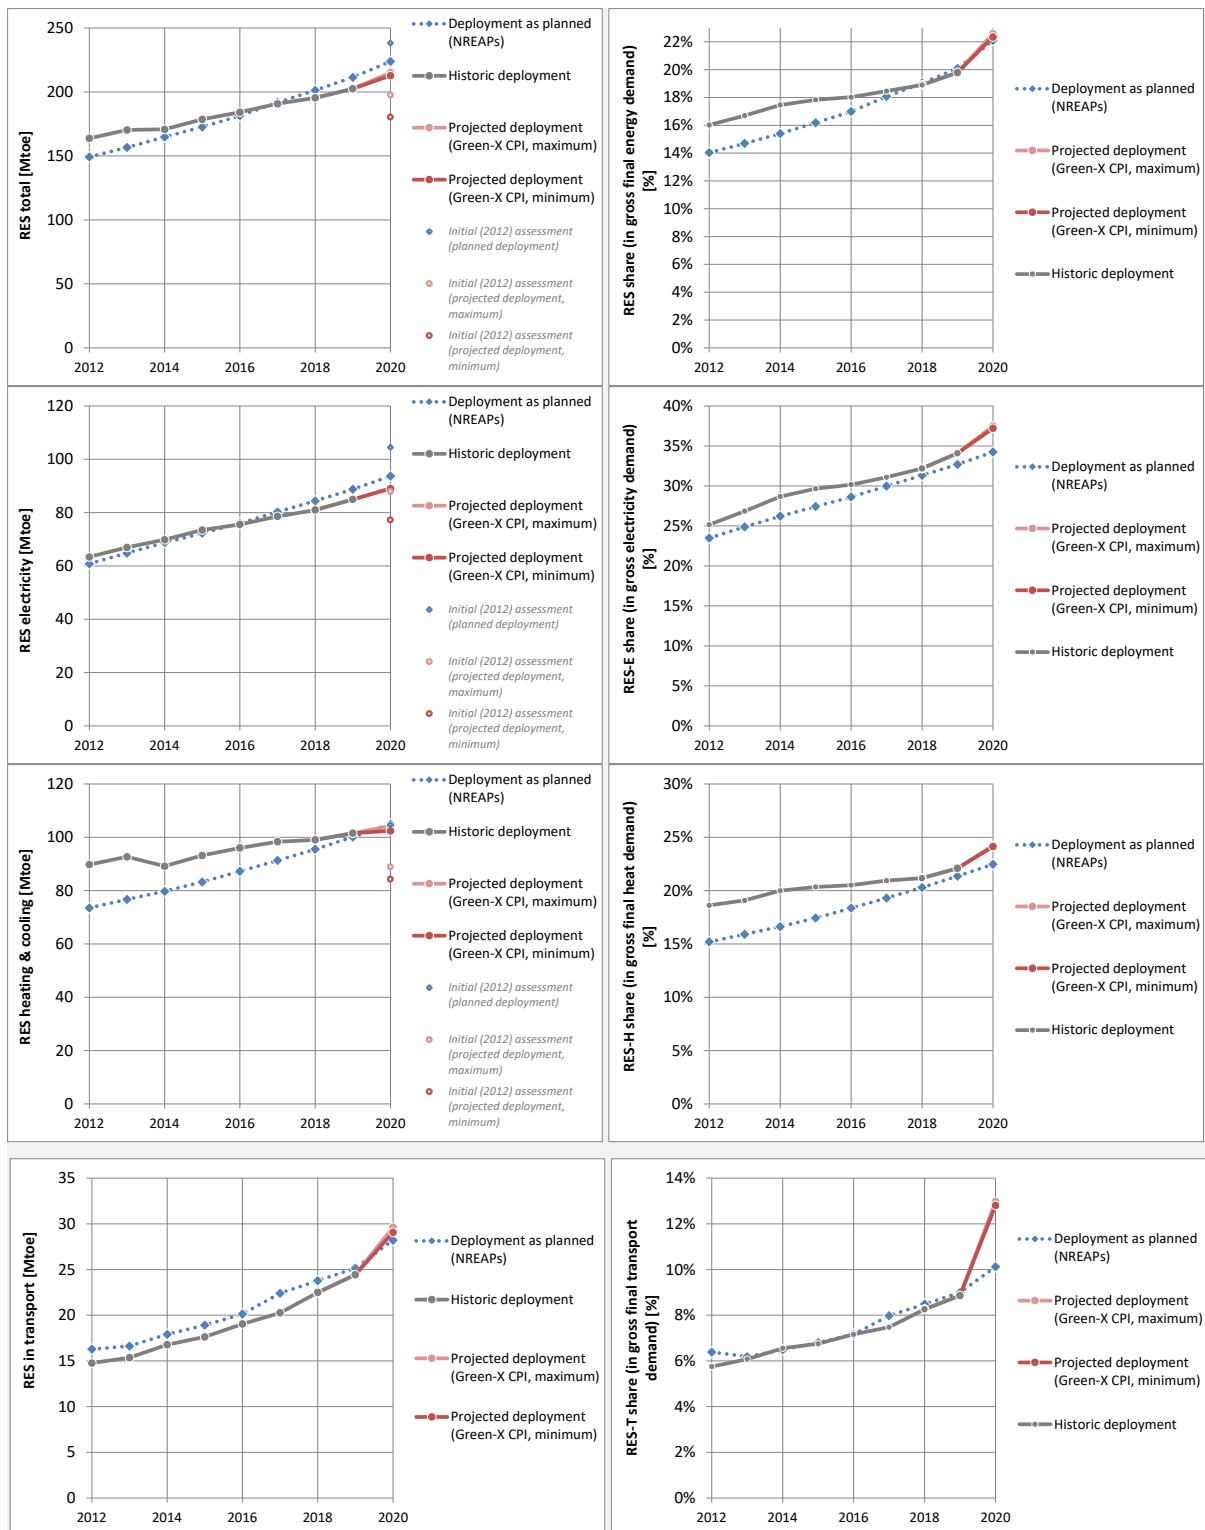 RES total [Mtoe]
250
200
150
100
50
0
2012
2014
2016
2018
2020
Deployment as planned
(NREAPs)
Historic deployment
Projected deployment
(Green-X CPI, maximum)
Projected deployment
(Green-X CPI, minimum)
Initial (2012) assessment
(planned deployment)
Initial (2012) assessment
(projected deployment,
maximum)
Initial (2012) assessment
(projected deployment,
minimum)
RES share (in gross final energy demand)
[%]
22%
20%
18%
16%
14%
12%
10%
8%
6%
4%
2%
0%
2012
2014
2016
2018
2020
Deployment as planned
(NREAPs)
Projected deployment
(Green-X CPI, maximum)
Projected deployment
(Green-X CPI, minimum)
Historic deployment
RES electricity [Mtoe]
120
100
80
60
40
20
0
2012
2014
2016
2018
2020
Deployment as planned
(NREAPs)
Historic deployment
Projected deployment
(Green-X CPI, maximum)
Projected deployment
(Green-X CPI, minimum)
Initial (2012) assessment
(planned deployment)
Initial (2012) assessment
(projected deployment,
maximum)
Initial (2012) assessment
(projected deployment,
minimum)
RES-E share (in gross electricity demand)
[%]
40%
35%
30%
25%
20%
15%
10%
5%
0%
2012
2014
2016
2018
2020
Deployment as planned
(NREAPs)
Projected deployment
(Green-X CPI, maximum)
Projected deployment
(Green-X CPI, minimum)
Historic deployment
RES heating & cooling [Mtoe]
120
100
80
60
40
20
0
2012
2014
2016
2018
2020
Deployment as planned
(NREAPs)
Historic deployment
Projected deployment
(Green-X CPI, maximum)
Projected deployment
(Green-X CPI, minimum)
Initial (2012) assessment
(planned deployment)
Initial (2012) assessment
(projected deployment,
maximum)
Initial (2012) assessment
(projected deployment,
minimum)
RES-H share (in gross final heat demand)
[%]
30%
25%
20%
15%
10%
5%
0%
2012
2014
2016
2018
2020
Deployment as planned
(NREAPs)
Projected deployment
(Green-X CPI, maximum)
Projected deployment
(Green-X CPI, minimum)
Historic deployment
RES in transport [Mtoe]
35
30
25
20
15
10
5
0
2012
2014
2016
2018
2020
Deployment as planned
(NREAPs)
Historic deployment
Projected deployment
(Green-X CPI, maximum)
Projected deployment
(Green-X CPI, minimum)
RES-T share (in gross final transport
demand) [%]
14%
12%
10%
8%
6%
4%
2%
0%
2012
2014
2016
2018
2020
Deployment as planned
(NREAPs)
Projected deployment
(Green-X CPI, maximum)
Projected deployment
(Green-X CPI, minimum)
Historic deployment